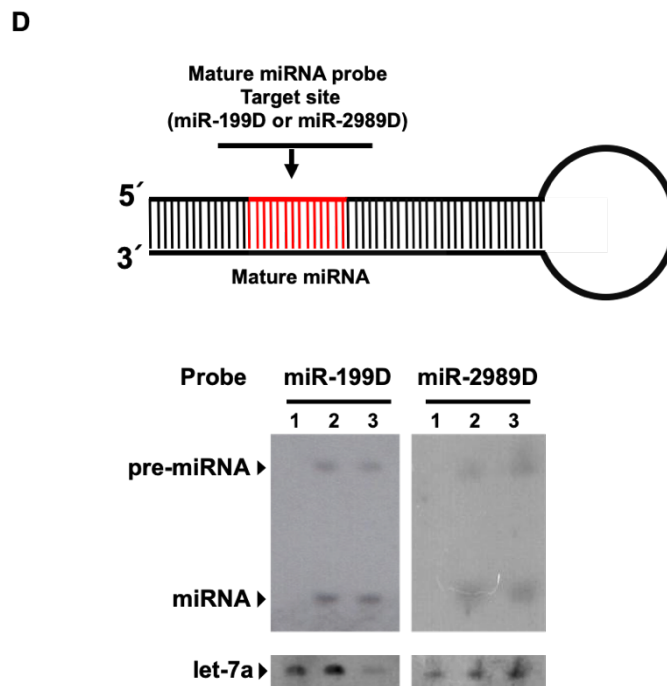 D
Mature miRNA probe
Target site
(miR-199D or miR-2989D)
5´
3´
Mature miRNA
Probe miR-199D miR-2989D
1 2 3 1 2 3
pre-miRNA
miRNA
let-7a